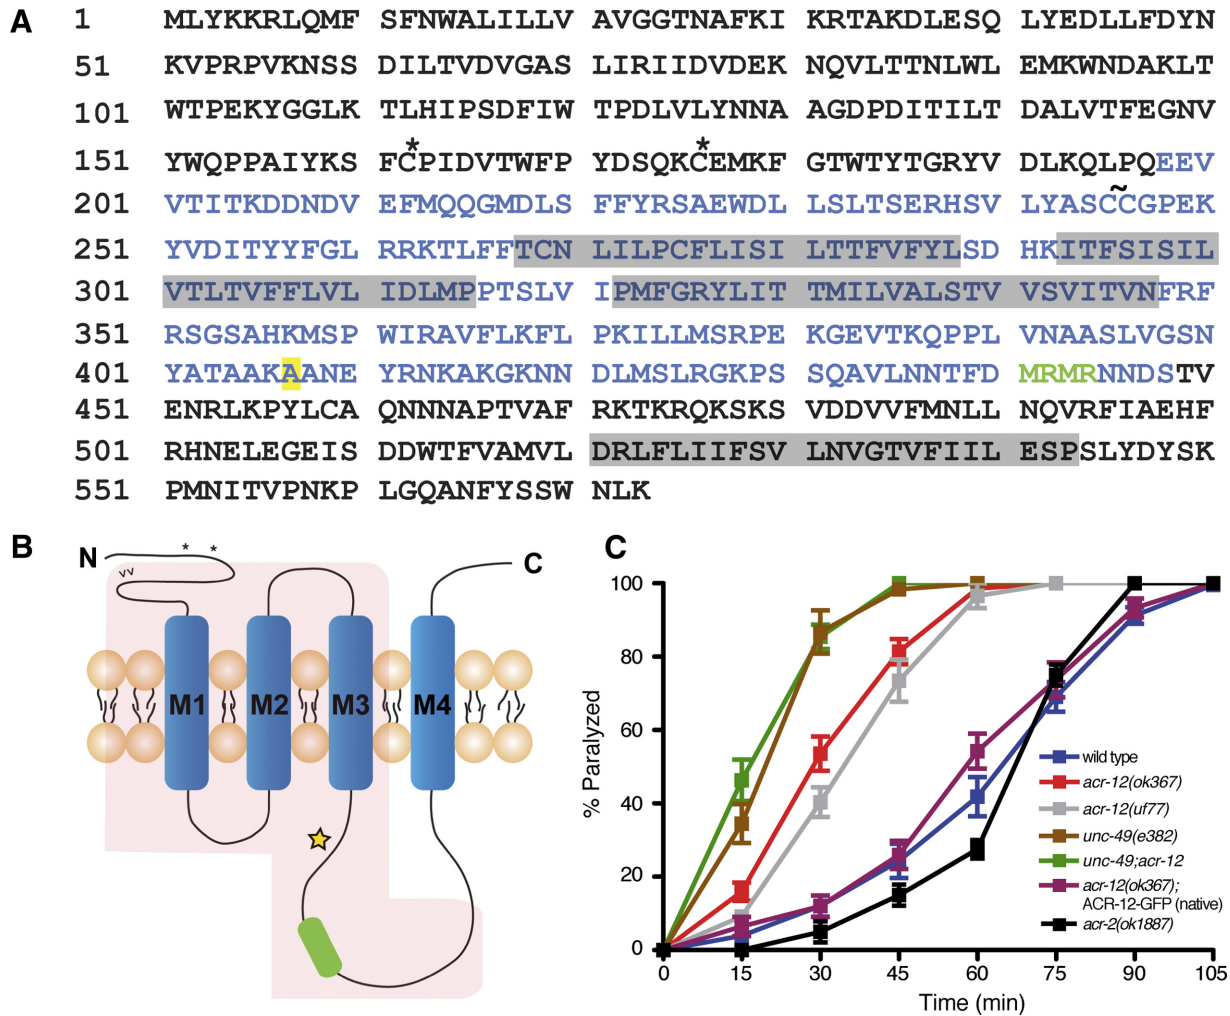 A
1 MLYKKRLQMF SFNWALILLV AVGGTNAFKI KRTAKDLESQ LYEDLLFDYN
51 KVPRPVKNSS DILTVDVGAS LIRIIDVDEK NQVLTTNLWL EMKWNDAKLT
101 WTPEKYGGLK TLHIPSDFIW TPDLVLYNNA AGDPDITILT DALVTFEGNV
* *
151 YWQPPAIYKS FCPIDVTWFP YDSQKCEMKF GTWTYTGRYV DLKQLPQEEV
~
201 VTITKDDNDV EFMQQGMDLS FFYRSAEWDL LSLTSERHSV LYASCCGPEK
251 YVDITYYFGL RRKTLFFTCN LILPCFLISI LTTFVFYLSD HKITFSISIL
301 VTLTVFFLVL IDLMPPTSLV IPMFGRYLIT TMILVALSTV VSVITVNFRF
351 RSGSAHKMSP WIRAVFLKFL PKILLMSRPE KGEVTKQPPL VNAASLVGSN
401 YATAAKAANE YRNKAKGKNN DLMSLRGKPS SQAVLNNTFD MRMRNNDSTV
451 ENRLKPYLCA QNNNAPTVAF RKTKRQKSKS VDDVVFMNLL NQVRFIAEHF
501 RHNELEGEIS DDWTFVAMVL DRLFLIIFSV LNVGTVFIIL ESPSLYDYSK
551 PMNITVPNKP LGQANFYSSW NLK
B
N
* *
vv
C
M1 M2 M3 M4
C
% Paralyzed
100
80
60
40
20
0
0 15 30 45 60 75 90 105
Time (min)
wild type
acr-12(ok367)
acr-12(uf77)
unc-49(e382)
unc-49;acr-12
acr-12(ok367);
ACR-12-GFP (native)
acr-2(ok1887)